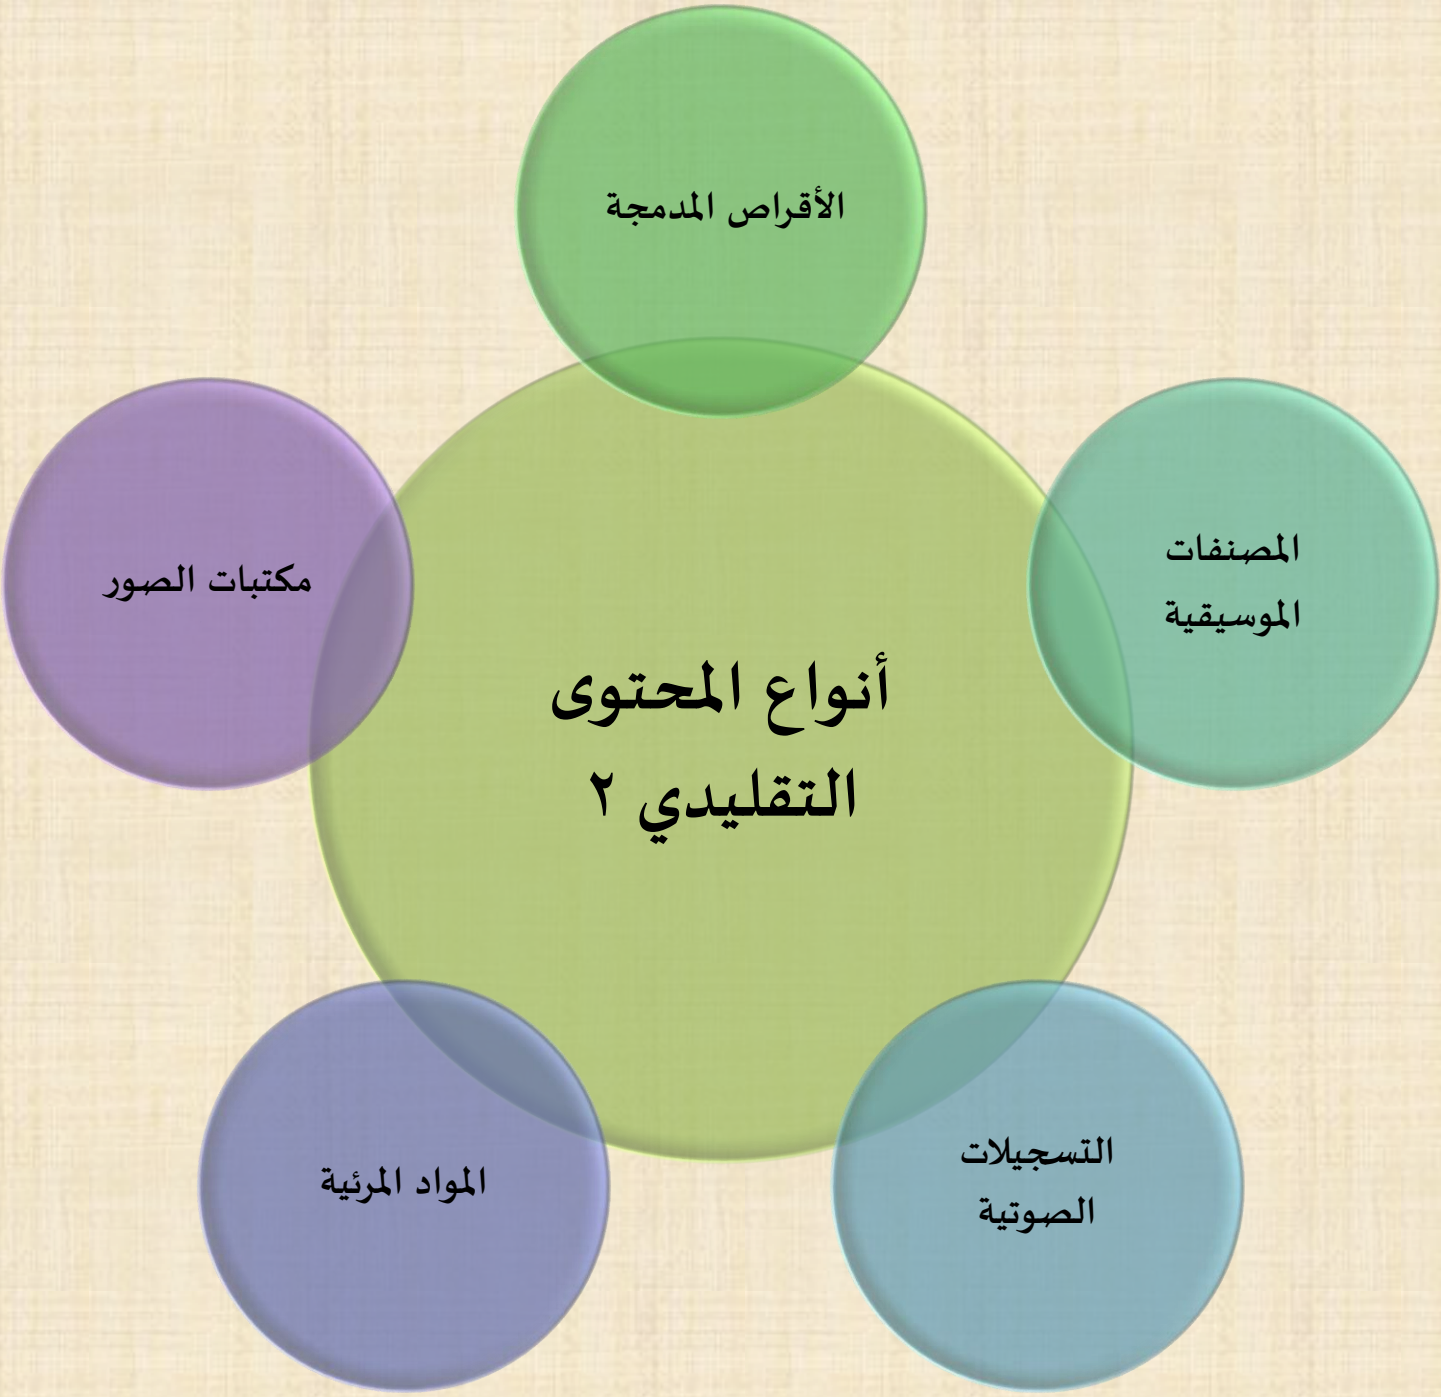 الأقراص المدمجة
المصنفات
الموسيقية
مكتبات الصور
أنواع المحتوى
التقليدي ٢
التسجيلات
الصوتية
المواد المرئية